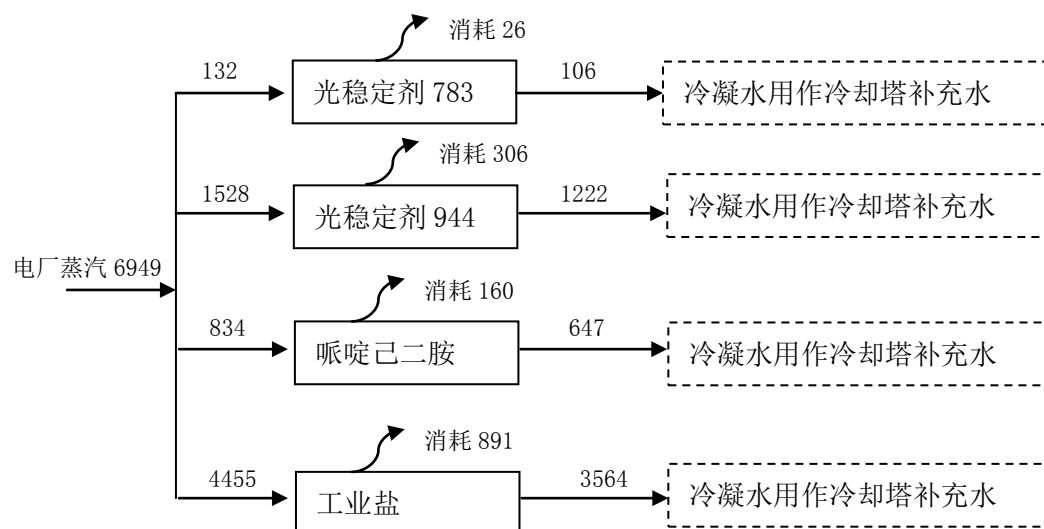 消耗 26
132
光稳定剂 783
106
冷凝水用作冷却塔补充水
消耗 306
1528
光稳定剂 944
1222
冷凝水用作冷却塔补充水
电厂蒸汽 6949
消耗 160
834
哌啶己二胺
647
冷凝水用作冷却塔补充水
消耗 891
4455
工业盐
3564
冷凝水用作冷却塔补充水